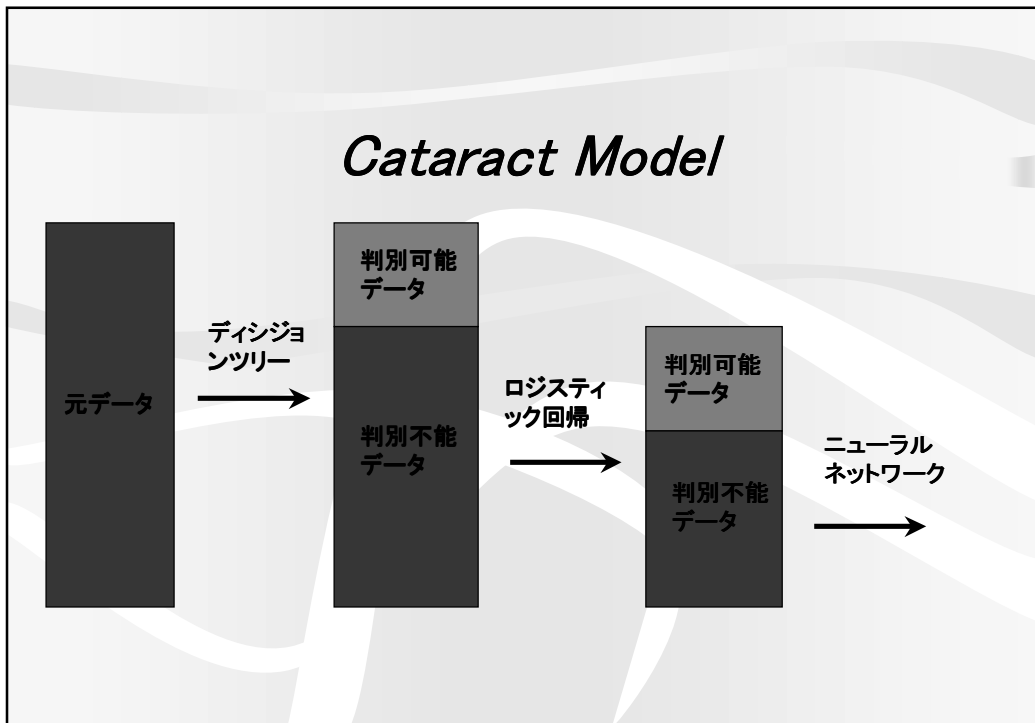 Cataract Model
元データ
ディシジョ
ンツリー
判別可能
データ
判別不能
データ
ロジスティ
ック回帰
判別可能
データ
判別不能
データ
ニューラル
ネットワーク